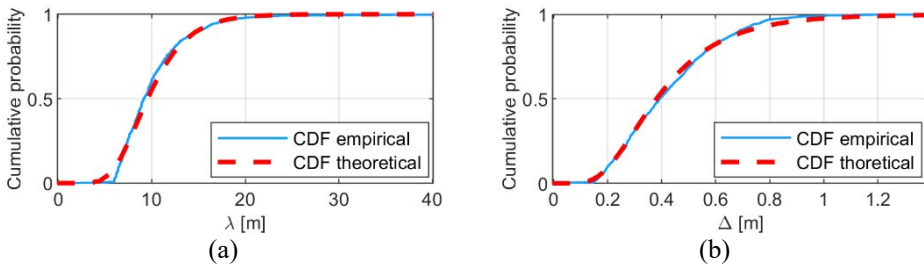 Cumulative probability
1
0.5
0
CDF empirical
CDF theoretical
0 10 20 30 40
λ [m]
(a)
Cumulative probability
1
0.5
0
CDF empirical
CDF thoretical
0 0.2 0.4 0.6 0.8 1 1.2
Δ [m]
(b)